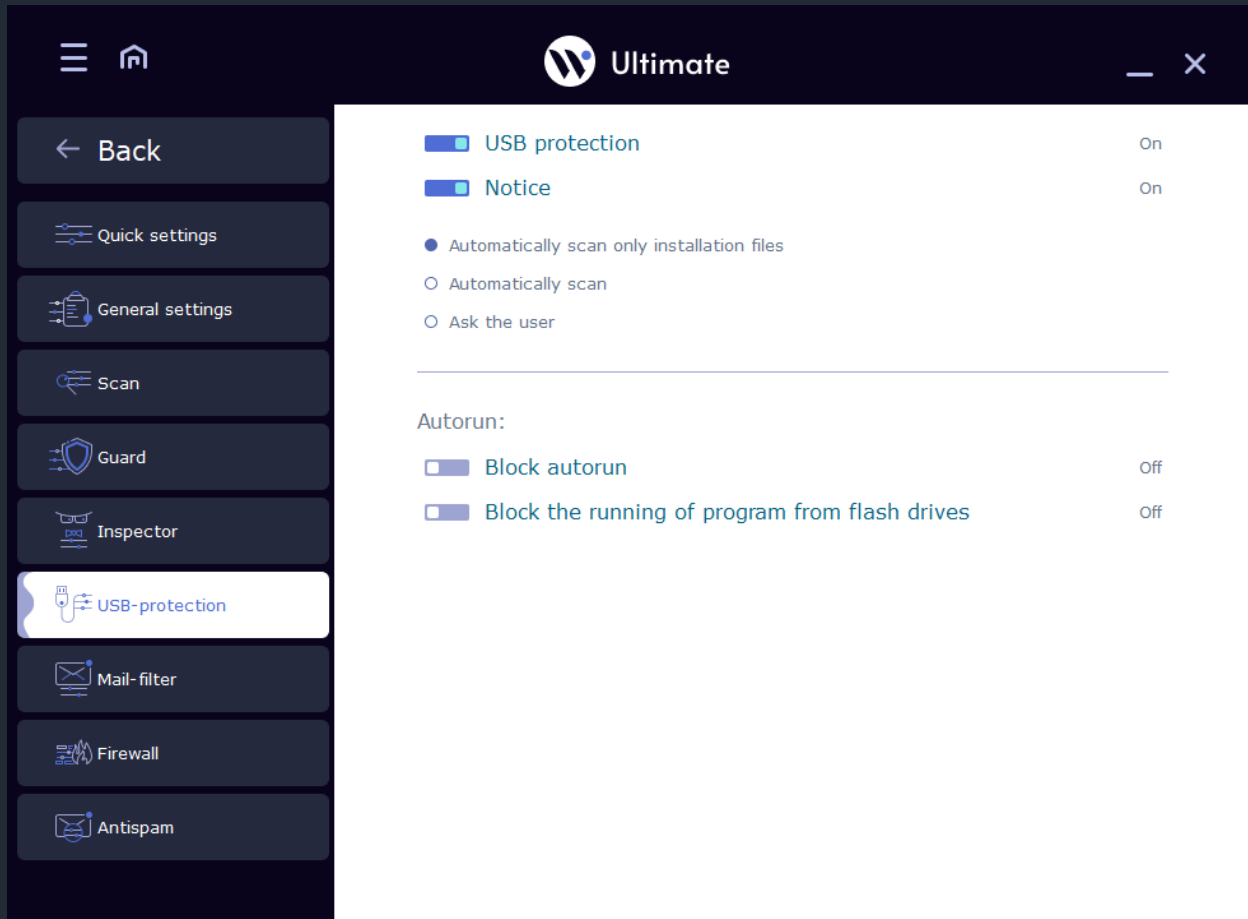 Ultimate
Back
Quick settings
General settings
Scan
Guard
Inspector
USB-protection
Mail-filter
Firewall
Antispam
USB protection On
Notice On
Automatically scan only installation files
Automatically scan
Ask the user
Autorun:
Block autorun Off
Block the running of program from flash drives Off